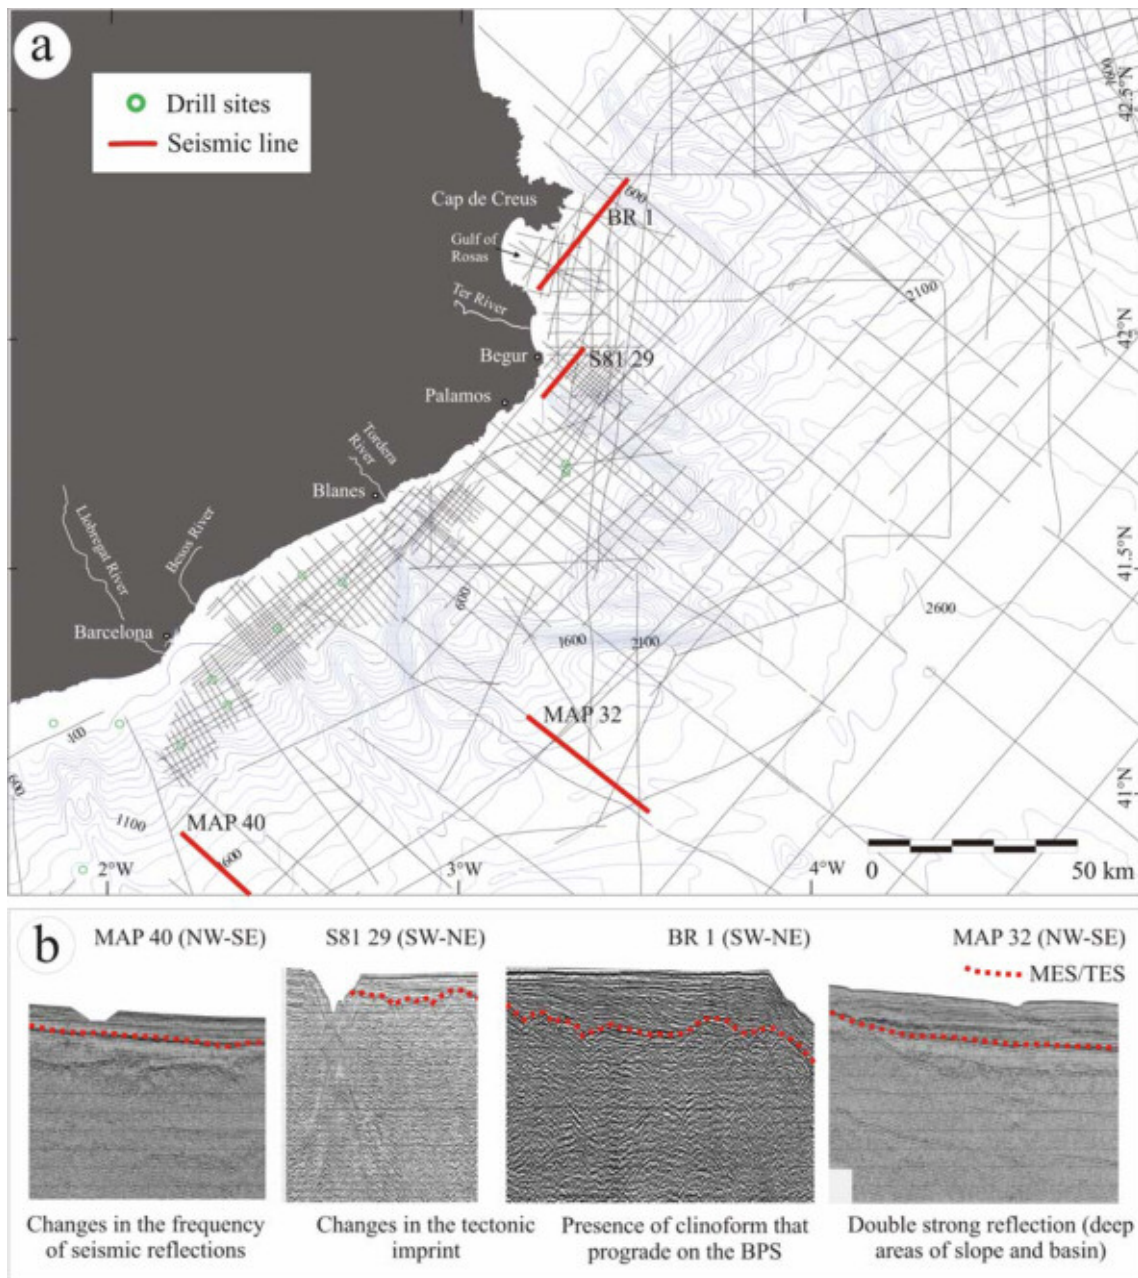 a
Drill sites
Seismic line
42.5°N
1600
Cap de Creus
600
BR 1
Gulf of
Rosas
2100
Ter River
42°N
Begur
S81 29
Palamos
Tordera
River
Blanes
Llobregat River
Besos River
41.5°N
600
2600
Barcelona
1600
2100
MAP 32
100
600
41°N
1100
MAP 40
1600
2°W
3°W
4°W
0
50 km
b
MAP 40 (NW-SE)
S81 29 (SW-NE)
BR 1 (SW-NE)
MAP 32 (NW-SE)
MES/TES
Changes in the frequency
of seismic reflections
Changes in the tectonic
imprint
Presence of clinoform that
prograde on the BPS
Double strong reflection (deep
areas of slope and basin)